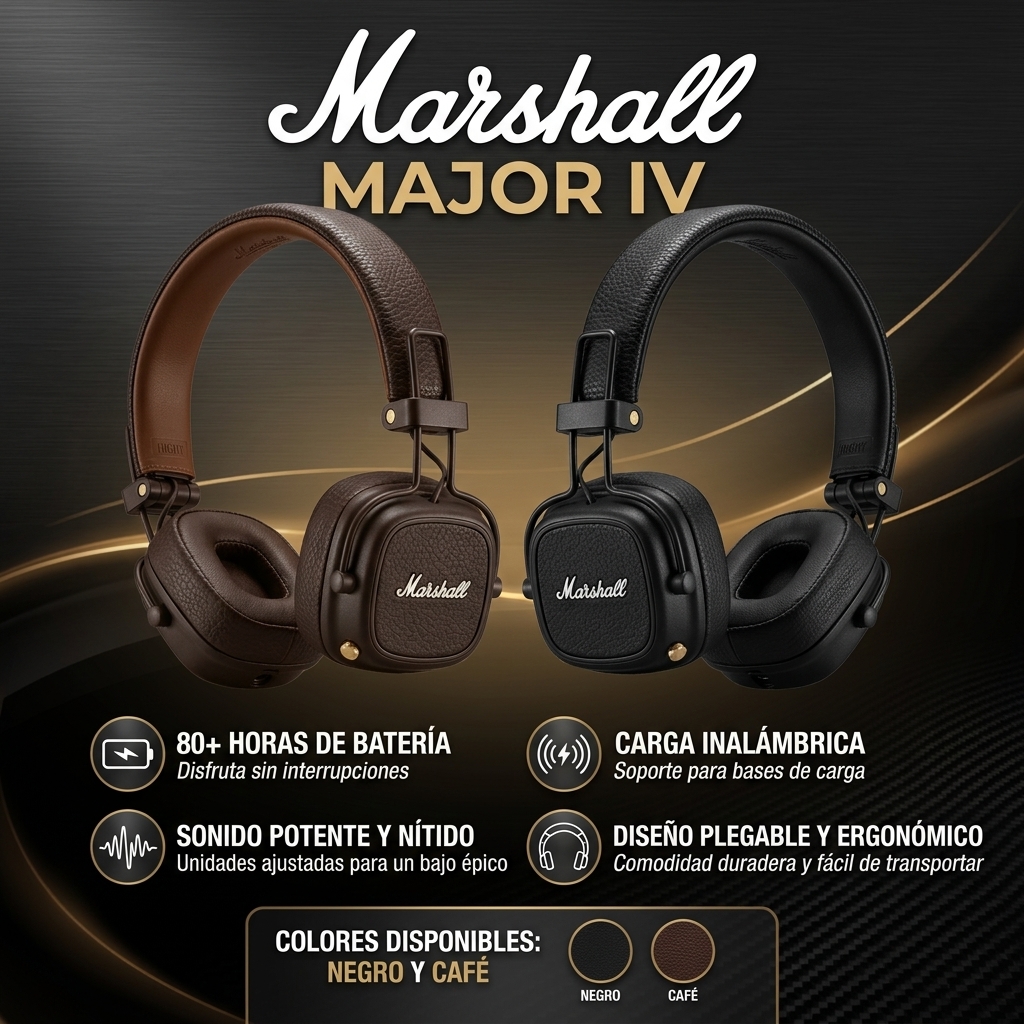 Marshall
MAJOR IV
Marshall
RIGHT
Marshall
Marshall
80+ HORAS DE BATERÍA
Disfruta sin interrupciones
CARGA INALÁMBRICA
Soporte para bases de carga
SONIDO POTENTE Y NÍTIDO
Unidades ajustadas para un bajo épico
DISEÑO PLEGABLE Y ERGONÓMICO
Comodidad duradera y fácil de transportar
COLORES DISPONIBLES:
NEGRO Y CAFÉ
NEGRO
CAFÉ